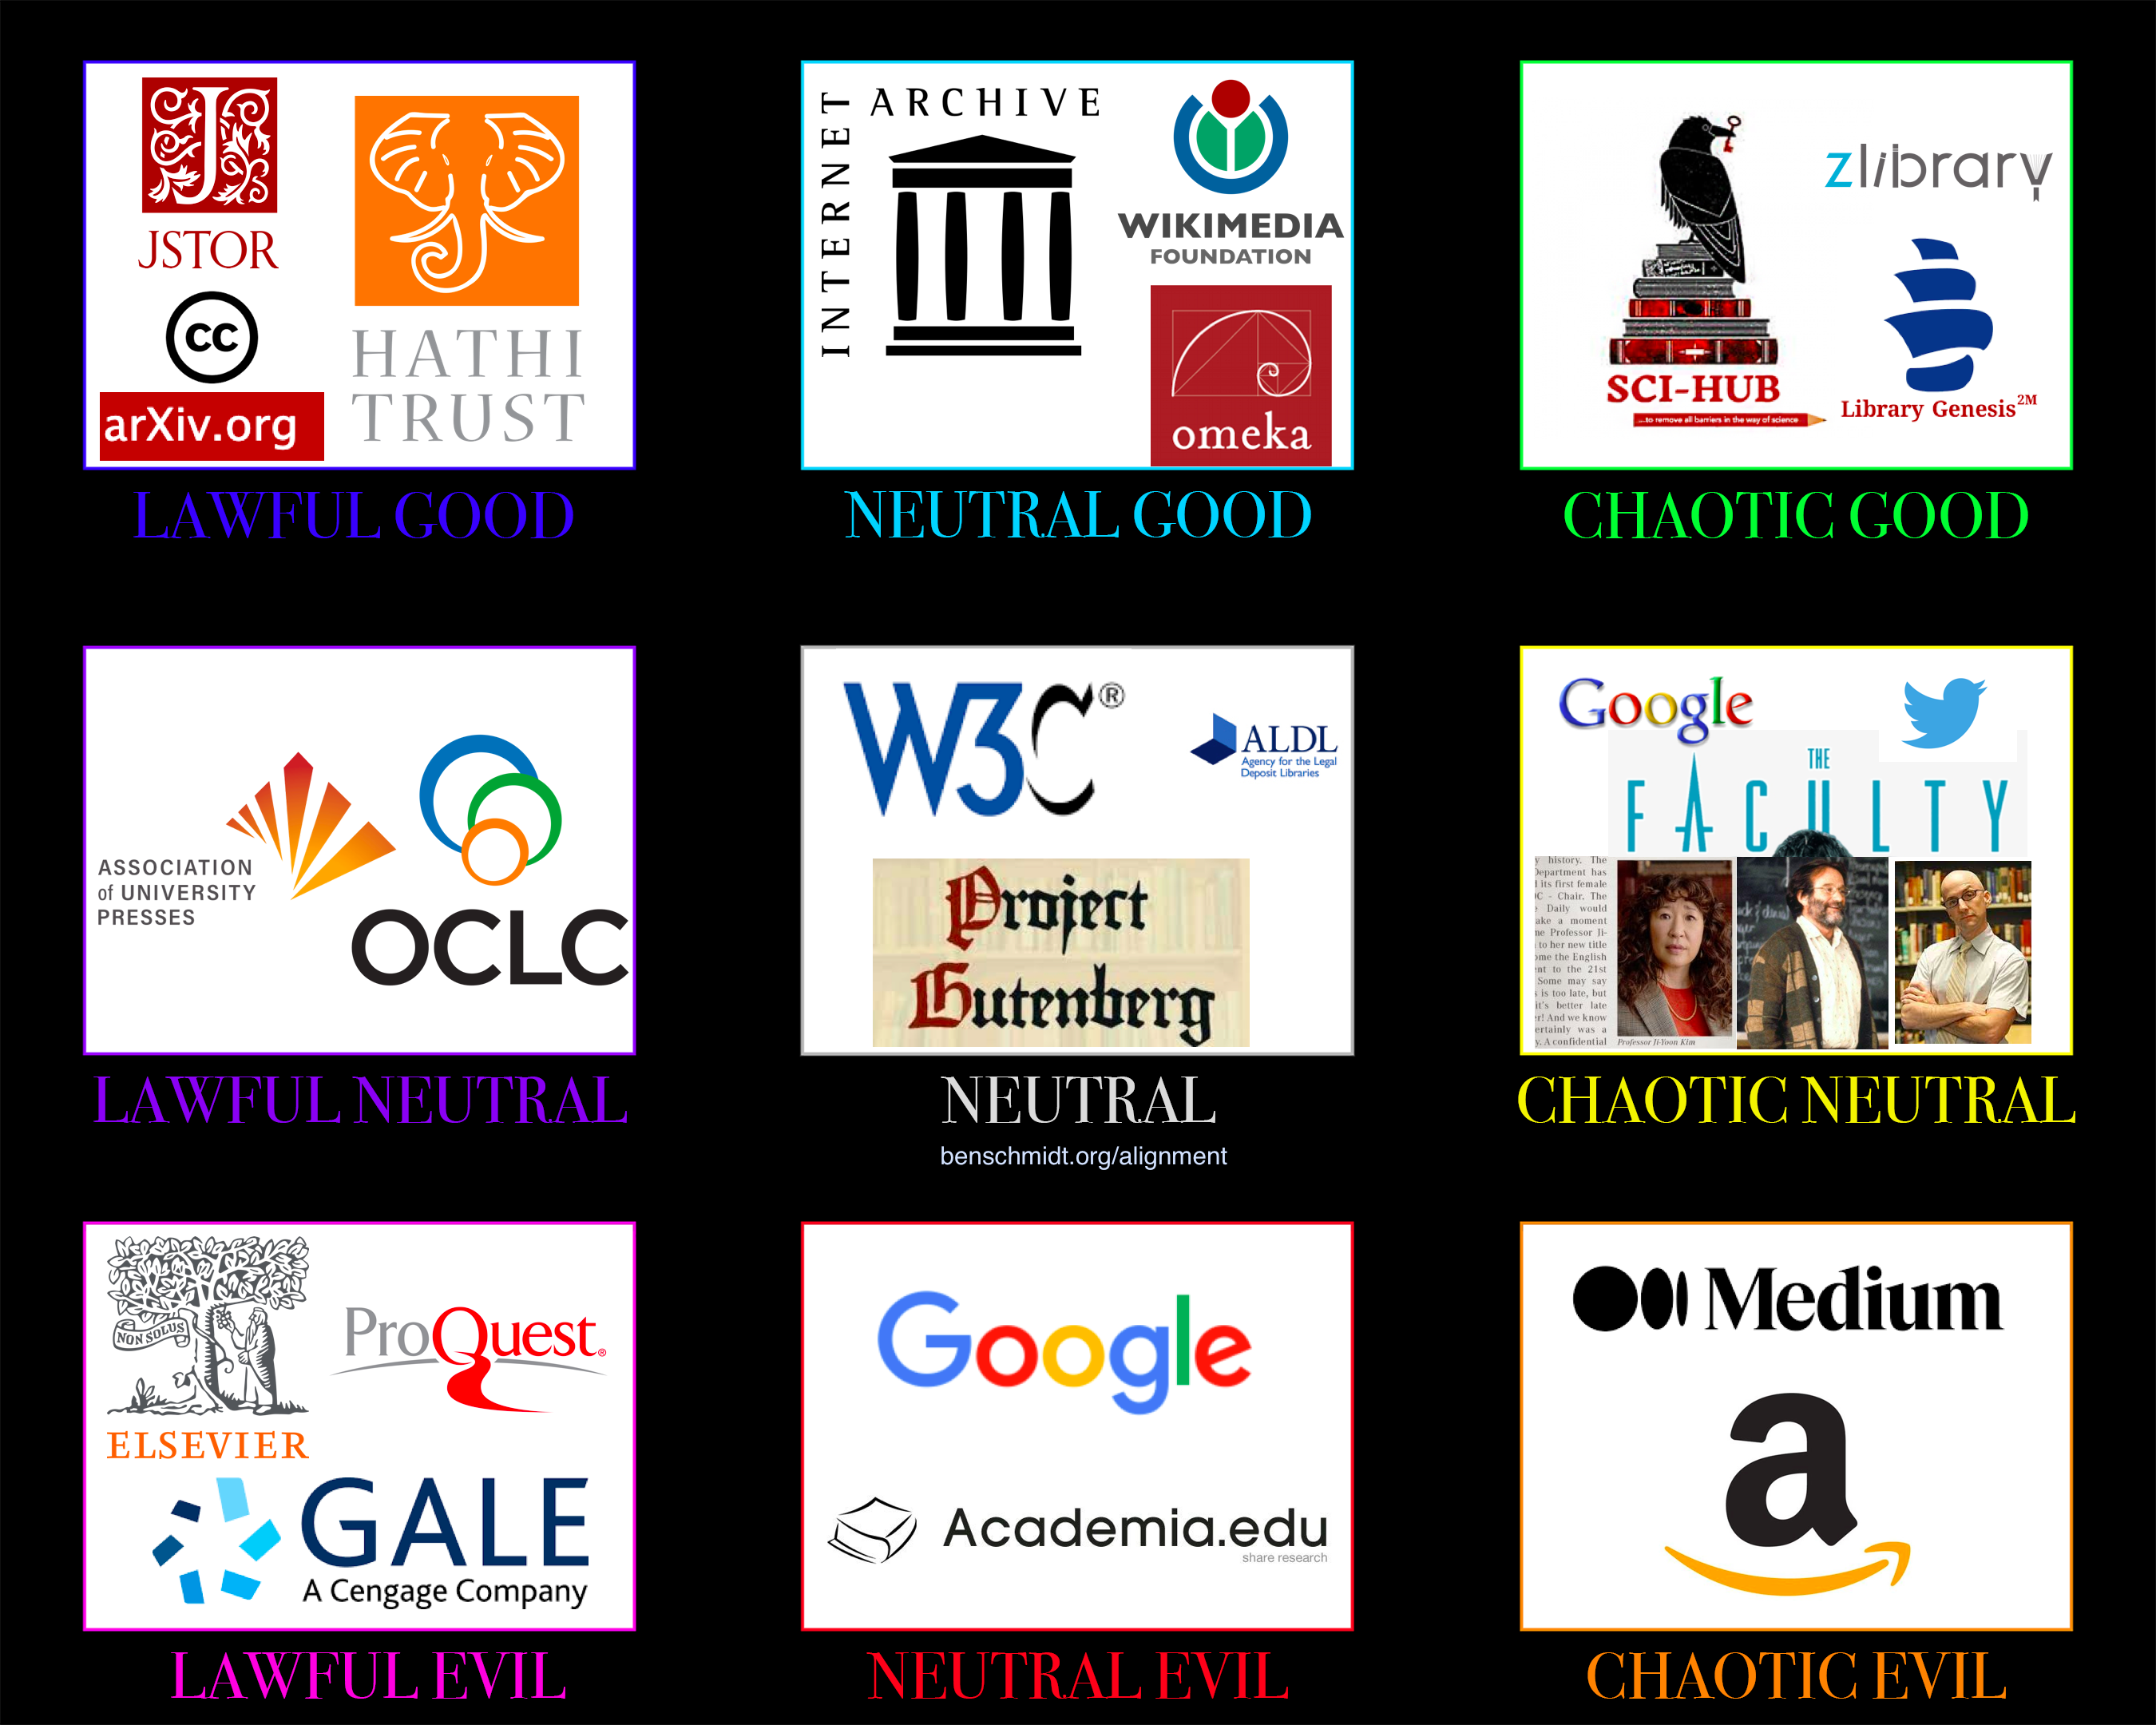 JSTOR
cc
arXiv.org
HATHI
TRUST
LAWFUL GOOD
INTERNET
ARCHIVE
WIKIMEDIA
FOUNDATION
omeka
NEUTRAL GOOD
SCI-HUB
...to remove all barriers in the way of science
zlibrary
Library Genesis2M
CHAOTIC GOOD
ASSOCIATION
of UNIVERSITY
PRESSES
OCLC
LAWFUL NEUTRAL
W3C®
ALDL
Agency for the Legal
Deposit Libraries
Project
Gutenberg
NEUTRAL
benschmidt.org/alignment
Google
THE
FACULTY
y history. The
Department has
its first female
C - Chair. The
Daily would
ake a moment
ne Professor Ji-
to her new title
ome the English
nt to the 21st
Some may say
is too late, but
it's better late
r! And we know
ertainly was a
y. A confidential
Professor Ji-Yoon Kim
CHAOTIC NEUTRAL
NON SOLUS
ELSEVIER
ProQuest®
GALE
A Cengage Company
LAWFUL EVIL
Google
Academia.edu
share research
NEUTRAL EVIL
Medium
a
CHAOTIC EVIL